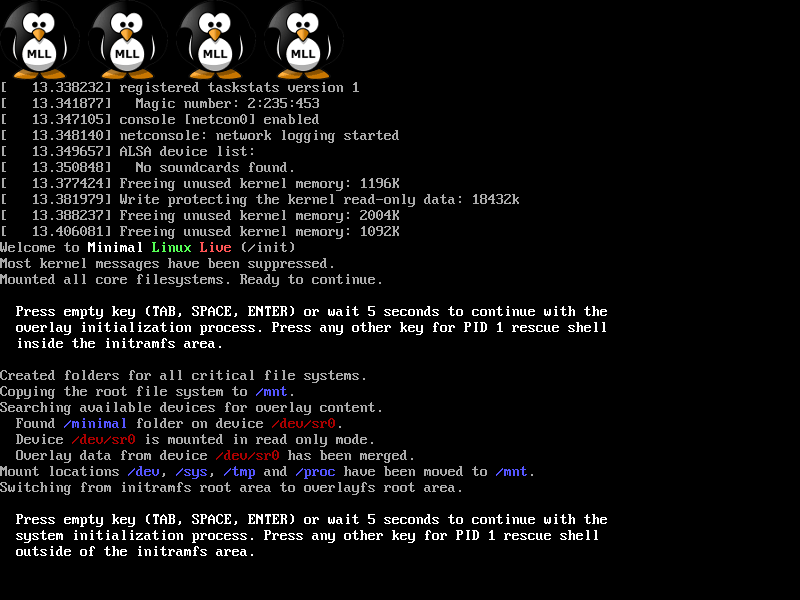 MLL MLL MLL MLL
[   13.338232] registered taskstats version 1
[   13.341877]   Magic number: 2:235:453
[   13.347105] console [netcon0] enabled
[   13.348140] netconsole: network logging started
[   13.349657] ALSA device list:
[   13.350848]   No soundcards found.
[   13.377424] Freeing unused kernel memory: 1196K
[   13.381979] Write protecting the kernel read-only data: 18432k
[   13.388237] Freeing unused kernel memory: 2004K
[   13.406081] Freeing unused kernel memory: 1092K
Welcome to Minimal Linux Live (/init)
Most kernel messages have been suppressed.
Mounted all core filesystems. Ready to continue.
Press empty key (TAB, SPACE, ENTER) or wait 5 seconds to continue with the
overlay initialization process. Press any other key for PID 1 rescue shell
inside the initramfs area.
Created folders for all critical file systems.
Copying the root file system to /mnt.
Searching available devices for overlay content.
Found /minimal folder on device /dev/sr0.
Device /dev/sr0 is mounted in read only mode.
Overlay data from device /dev/sr0 has been merged.
Mount locations /dev, /sys, /tmp and /proc have been moved to /mnt.
Switching from initramfs root area to overlayfs root area.
Press empty key (TAB, SPACE, ENTER) or wait 5 seconds to continue with the
system initialization process. Press any other key for PID 1 rescue shell
outside of the initramfs area.